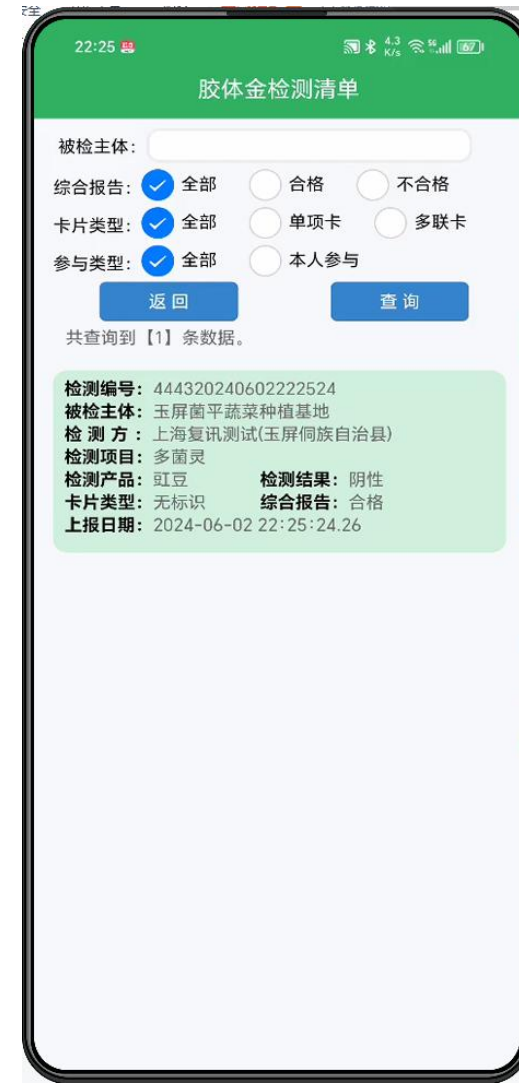 22:25
4.3 K/s 5G 67
胶体金检测清单
被检主体:
综合报告: 全部 合格 不合格
卡片类型: 全部 单项卡 多联卡
参与类型: 全部 本人参与
返 回 查 询
共查询到【1】条数据。
检测编号: 444320240602222524
被检主体: 玉屏菌平蔬菜种植基地
检 测 方: 上海复讯测试(玉屏侗族自治县)
检测项目: 多菌灵
检测产品: 豇豆 检测结果: 阴性
卡片类型: 无标识 综合报告: 合格
上报日期: 2024-06-02 22:25:24.26